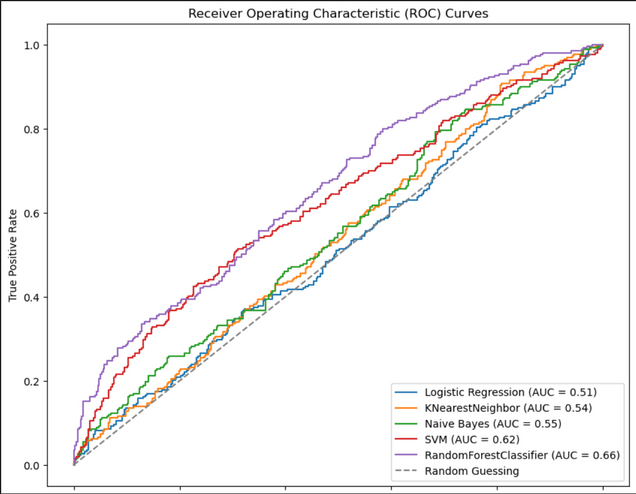 Receiver Operating Characteristic (ROC) Curves
True Positive Rate
1.0
0.8
0.6
0.4
0.2
0.0
Logistic Regression (AUC = 0.51)
KNearestNeighbor (AUC = 0.54)
Naive Bayes (AUC = 0.55)
SVM (AUC = 0.62)
RandomForestClassifier (AUC = 0.66)
Random Guessing